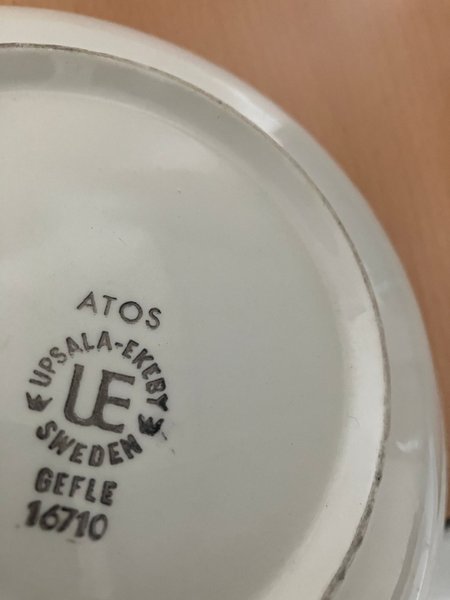 ATOS
UPSALA-EKEBY
UE
SWEDEN
GEFLE
16710